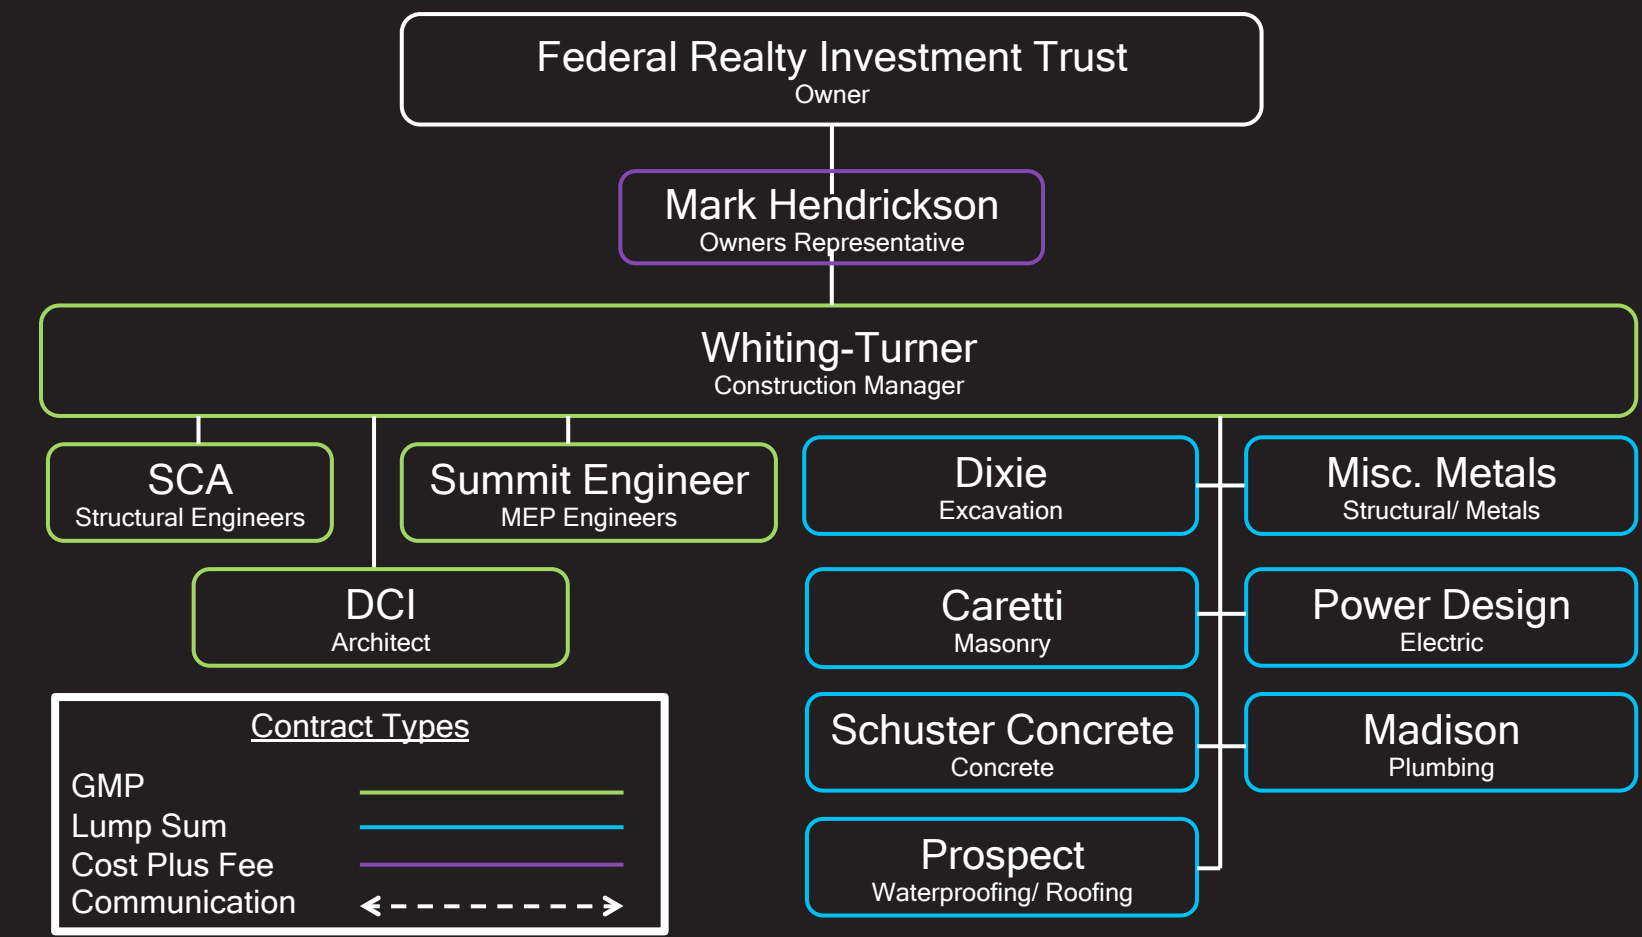 Federal Realty Investment Trust
Owner
Mark Hendrickson
Owners Representative
Whiting-Turner
Construction Manager
SCA
Structural Engineers
Summit Engineer
MEP Engineers
DCI
Architect
Dixie
Excavation
Misc. Metals
Structural/ Metals
Caretti
Masonry
Power Design
Electric
Schuster Concrete
Concrete
Madison
Plumbing
Prospect
Waterproofing/ Roofing
Contract Types
GMP
Lump Sum
Cost Plus Fee
Communication